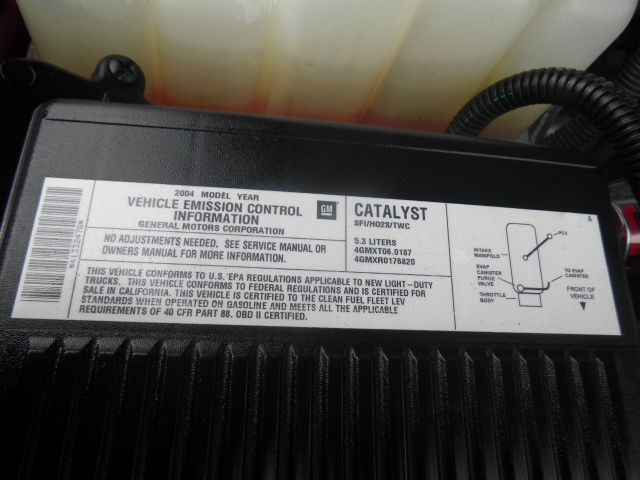 2004 MODEL YEAR
VEHICLE EMISSION CONTROL
INFORMATION
GENERAL MOTORS CORPORATION
GM
NO ADJUSTMENTS NEEDED. SEE SERVICE MANUAL OR
OWNERS MANUAL FOR MORE INFORMATION.
CATALYST
SFI/HO2S/TWC
5.3 LITERS
4GMXT06.0187
4GMXR0176820
THIS VEHICLE CONFORMS TO U.S. EPA REGULATIONS APPLICABLE TO NEW LIGHT-DUTY
TRUCKS. THIS VEHICLE CONFORMS TO FEDERAL REGULATIONS AND IS CERTIFIED FOR
SALE IN CALIFORNIA. THIS VEHICLE IS CERTIFIED TO THE CLEAN FUEL FLEET LEV
STANDARDS WHEN OPERATED ON GASOLINE AND MEETS ALL THE APPLICABLE
REQUIREMENTS OF 40 CFR PART 88. OBD II CERTIFIED.
A
PCV
INTAKE
MANIFOLD
EVAP
CANISTER
PURGE
VALVE
THROTTLE
BODY
TO EVAP
CANISTER
FRONT OF
VEHICLE